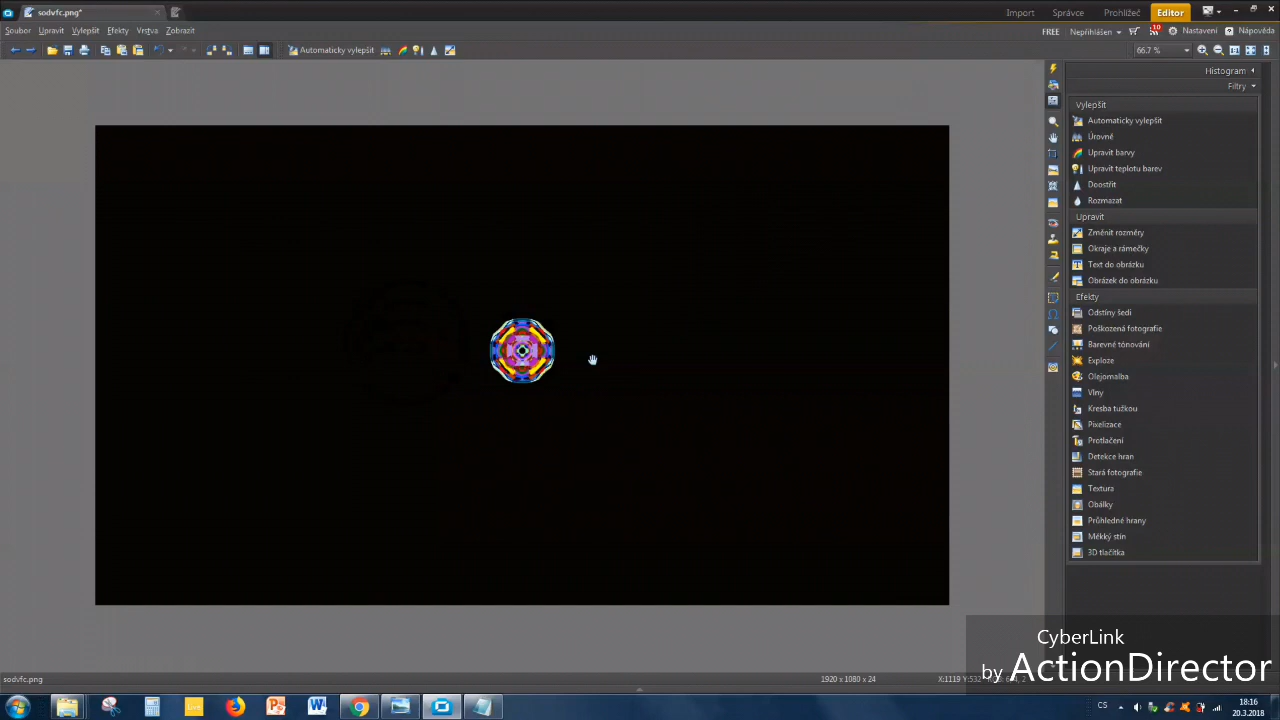 sodvfc.png*
Import Správce Prohlížeč Editor
Soubor Upravit Vylepšit Efekty Vrstva Zobrazit
FREE Nepřihlášen 10 Nastavení Nápověda
Automaticky vylepšit
66.7 %
Histogram
Filtry
Vylepšit
Automaticky vylepšit
Úrovně
Upravit barvy
Upravit teplotu barev
Doostřit
Rozmazat
Upravit
Změnit rozměry
Okraje a rámečky
Text do obrázku
Obrázek do obrázku
Efekty
Odstíny šedi
Poškozená fotografie
Barevné tónování
Exploze
Olejomalba
Vlny
Kresba tužkou
Pixelizace
Protlačení
Detekce hran
Stará fotografie
Textura
Obálky
Průhledné hrany
Měkký stín
3D tlačítka
CyberLink
by ActionDirector
sodvfc.png
1920 x 1080 x 24
X:1119 Y:532
CS
18:16
20.3.2018